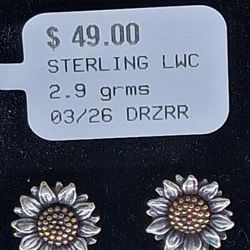 $ 49.00
STERLING LWC
2.9 grms
03/26 DRZRR